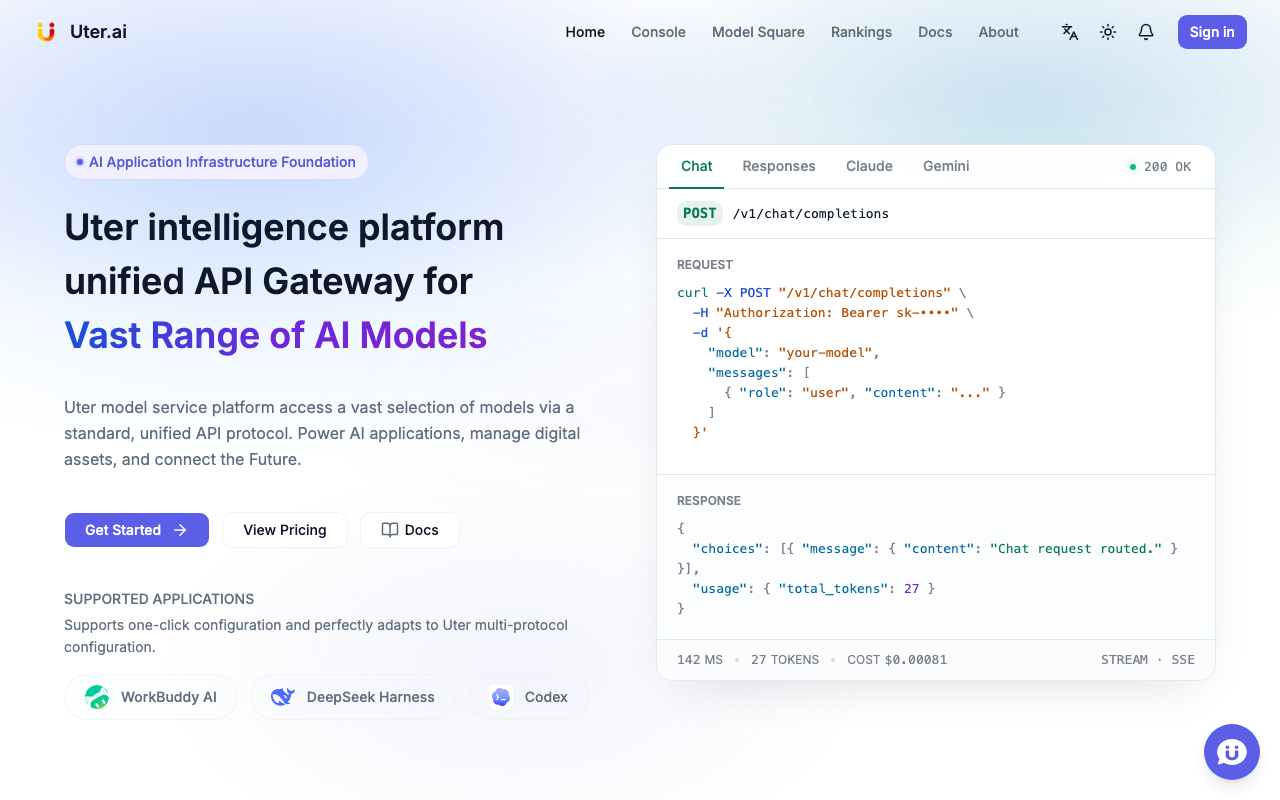 Uter.ai
Home Console Model Square Rankings Docs About Sign in
AI Application Infrastructure Foundation
Uter intelligence platform
unified API Gateway for
Vast Range of AI Models
Uter model service platform access a vast selection of models via a
standard, unified API protocol. Power AI applications, manage digital
assets, and connect the Future.
Get Started View Pricing Docs
SUPPORTED APPLICATIONS
Supports one-click configuration and perfectly adapts to Uter multi-protocol
configuration.
WorkBuddy AI DeepSeek Harness Codex
Chat Responses Claude Gemini 200 OK
POST /v1/chat/completions
REQUEST
curl -X POST "/v1/chat/completions" \
  -H "Authorization: Bearer sk-••••" \
  -d '{
    "model": "your-model",
    "messages": [
      { "role": "user", "content": "..." }
    ]
  }'
RESPONSE
{
  "choices": [{ "message": { "content": "Chat request routed." }
}],
  "usage": { "total_tokens": 27 }
}
142 MS • 27 TOKENS • COST $0.00081 STREAM · SSE